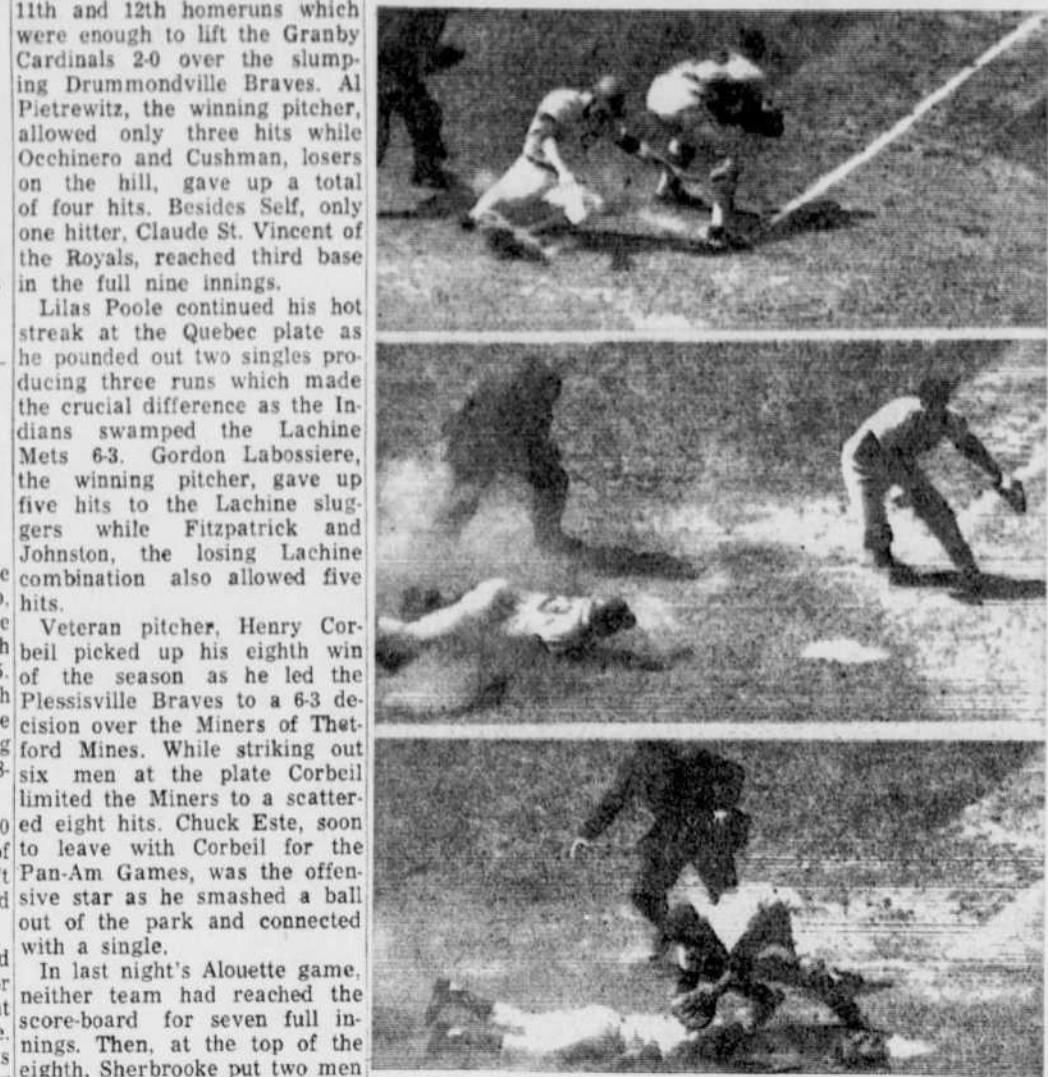 11th and 12th homeruns which
were enough to lift the Granby
Cardinals 2-0 over the slump-
ing Drummondville Braves. Al
Pietrewitz, the winning pitcher,
allowed only three hits while
Occhinero and Cushman, losers
on the hill, gave up a total
of four hits. Besides Self, only
one hitter, Claude St. Vincent of
the Royals, reached third base
in the full nine innings.
Lilas Poole continued his hot
streak at the Quebec plate as
he pounded out two singles pro-
ducing three runs which made
the crucial difference as the In-
dians swamped the Lachine
Mets 6-3. Gordon Labossiere,
the winning pitcher, gave up
five hits to the Lachine slug-
gers while Fitzpatrick and
Johnston, the losing Lachine
combination also allowed five
hits.
Veteran pitcher, Henry Cor-
beil picked up his eighth win
of the season as he led the
Plessisville Braves to a 6-3 de-
cision over the Miners of Thet-
ford Mines. While striking out
six men at the plate Corbeil
limited the Miners to a scatter-
ed eight hits. Chuck Este, soon
to leave with Corbeil for the
Pan-Am Games, was the offen-
sive star as he smashed a ball
out of the park and connected
with a single.
In last night's Alouette game,
neither team had reached the
score-board for seven full in-
nings. Then, at the top of the
eighth, Sherbrooke put two men